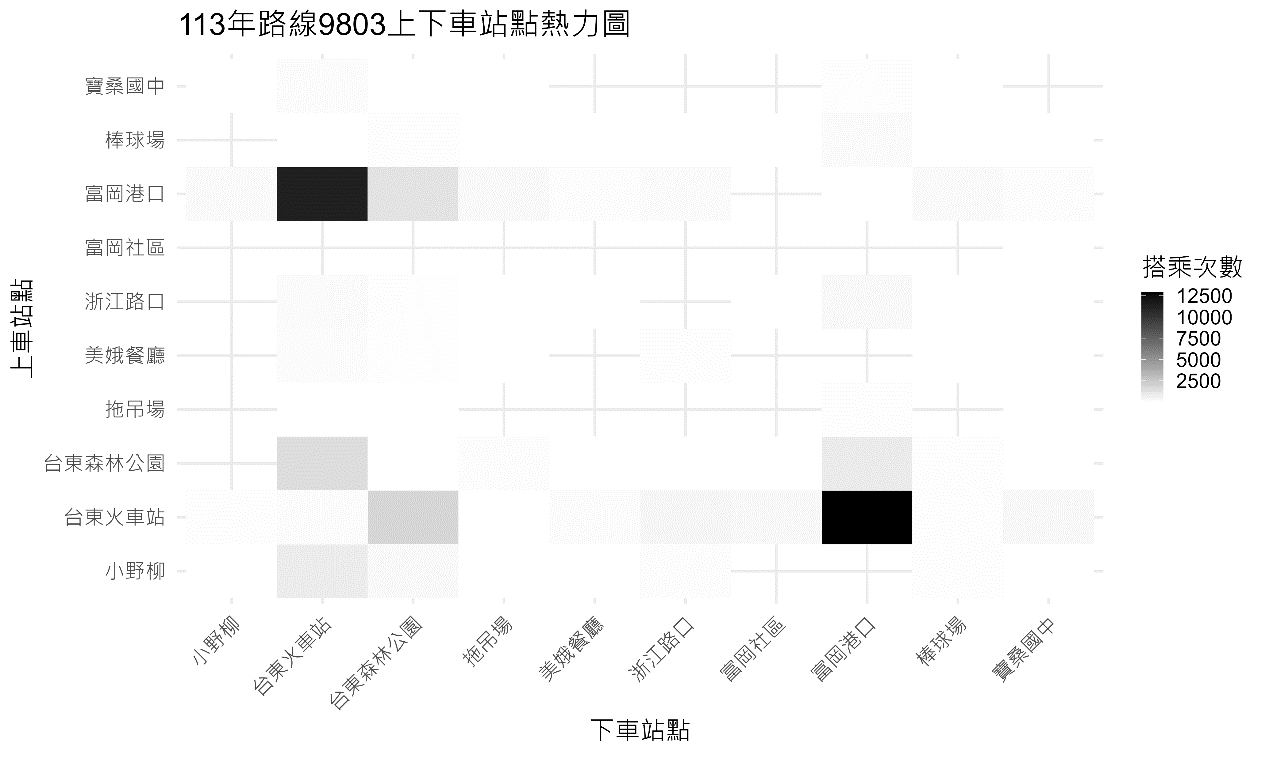 113年路線9803上下車站點熱力圖
上車站點
寶桑國中
棒球場
富岡港口
富岡社區
浙江路口
美娥餐廳
拖吊場
台東森林公園
台東火車站
小野柳
小野柳
台東火車站
台東森林公園
拖吊場
美娥餐廳
浙江路口
富岡社區
富岡港口
棒球場
寶桑國中
下車站點
搭乘次數
12500
10000
7500
5000
2500